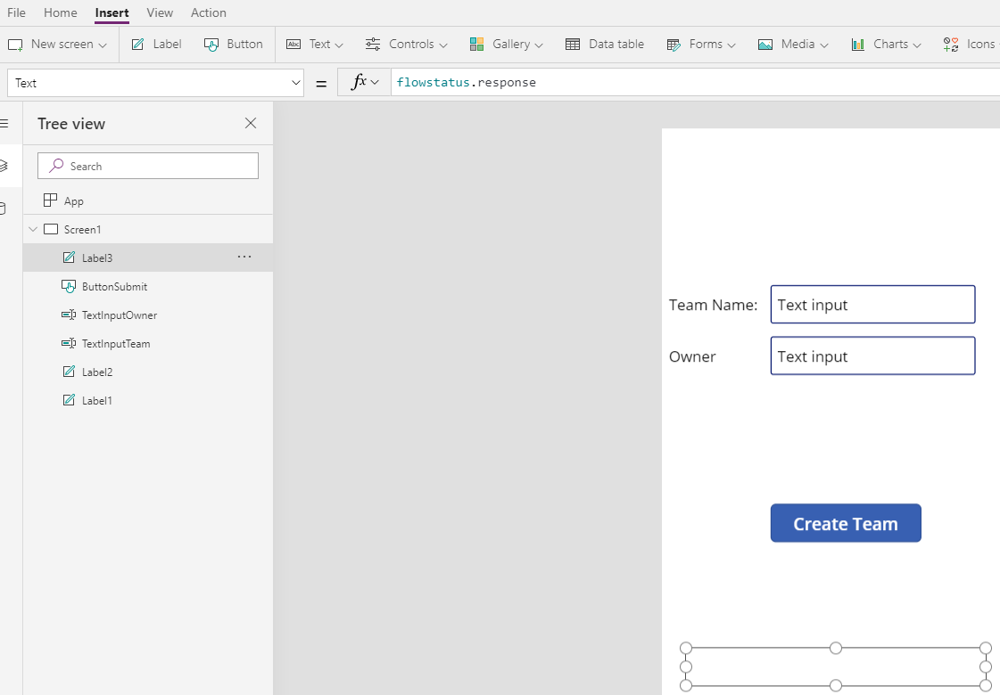 File Home Insert View Action
New screen Label Button Abc Text Controls Gallery Data table Forms Media Charts Icons
Text = fx flowstatus.response
Tree view
Search
App
Screen1
Label3 ...
ButtonSubmit
TextInputOwner
TextInputTeam
Label2
Label1
Team Name: Text input
Owner Text input
Create Team